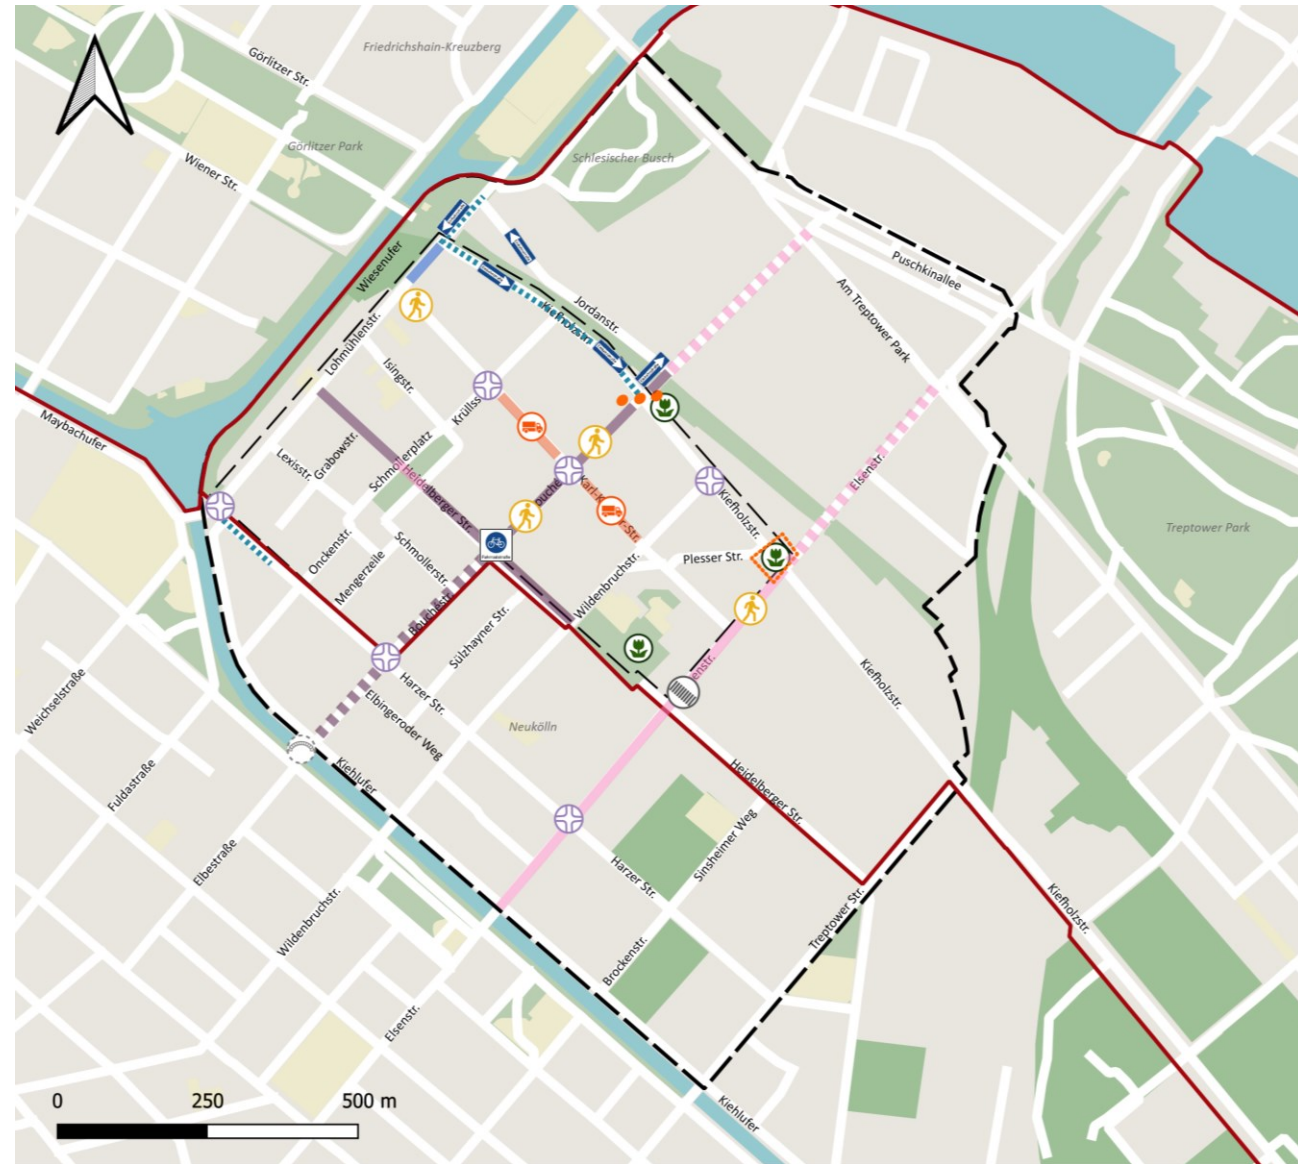 Friedrichshain-Kreuzberg
Görlitzer Str.
Görlitzer Park
Schlesischer Busch
Wiener Str.
Wiesenufer
Puschkinallee
Am Treptower Park
Jordanstr.
Lohmühlenstr.
Isingstr.
Maybachufer
Schmollerplatz
Grabowstr.
Lexisstr.
Heidelberger Str.
Elsenstr.
Kiefholzstr.
Treptower Park
Onckenstr.
Mengerzeile
Schmollerstr.
Plesser Str.
Wildenbruchstr.
Bouchéstr.
Sülzhayner Str.
Harzer Str.
Elbingeroder Weg
Neukölln
Kiefholzstr.
Weichselstraße
Fuldastraße
Kiehlufer
Heidelberger Str.
Elbestraße
Sinsheimer Weg
Harzer Str.
Wildenbruchstr.
Treptower Str.
Kiefholzstr.
Brockenstr.
Elsenstr.
Kiehlufer
0 250 500 m